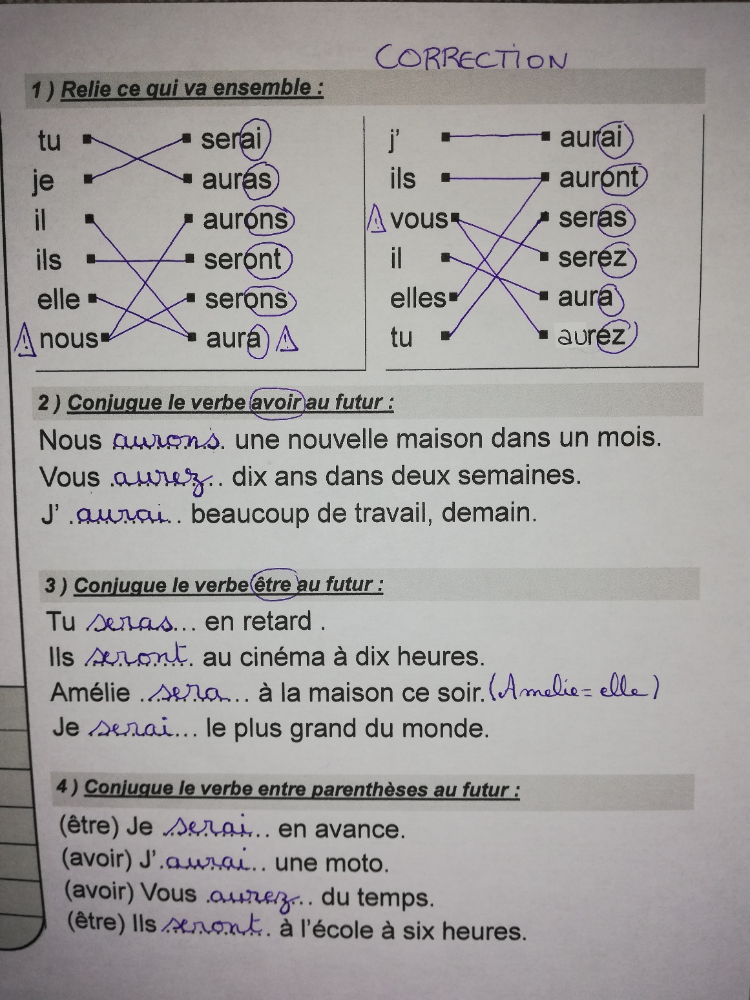 CORRECTION
1 ) Relie ce qui va ensemble :
tu serai
je auras
il aurons
ils seront
elle serons
nous aura
j' aurai
ils auront
vous seras
il serez
elles aura
tu aurez
2 ) Conjugue le verbe avoir au futur :
Nous aurons. une nouvelle maison dans un mois.
Vous .aurez.. dix ans dans deux semaines.
J' .aurai.. beaucoup de travail, demain.
3 ) Conjugue le verbe être au futur :
Tu seras... en retard .
Ils seront. au cinéma à dix heures.
Amélie ..sera... à la maison ce soir. (Amelie = elle)
Je serai... le plus grand du monde.
4 ) Conjugue le verbe entre parenthèses au futur :
(être) Je serai.. en avance.
(avoir) J'.aurai.. une moto.
(avoir) Vous .aurez... du temps.
(être) Ils seront. à l'école à six heures.